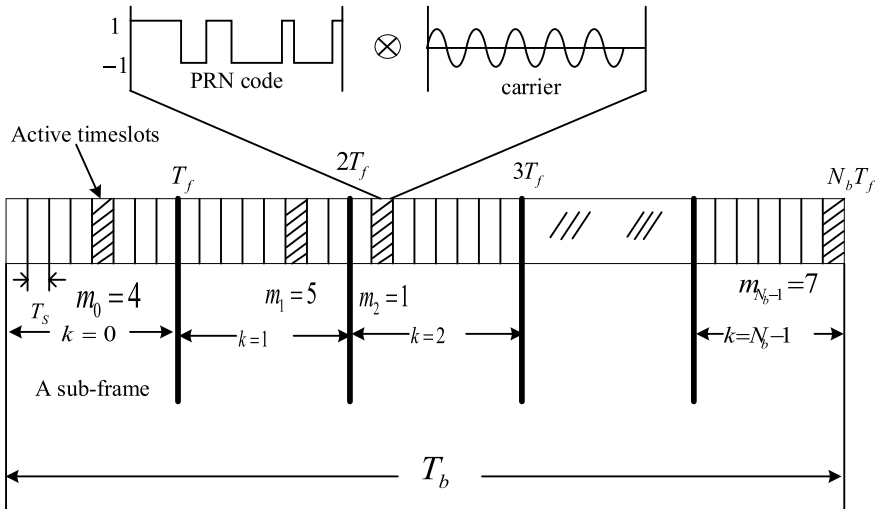 1
−1
PRN code
⊗
carrier
Active timeslots
T_f
2T_f
3T_f
N_bT_f
T_S
m_0 = 4
m_1 = 5
m_2 = 1
m_{N_b−1} = 7
k = 0
k = 1
k = 2
k = N_b−1
A sub-frame
T_b